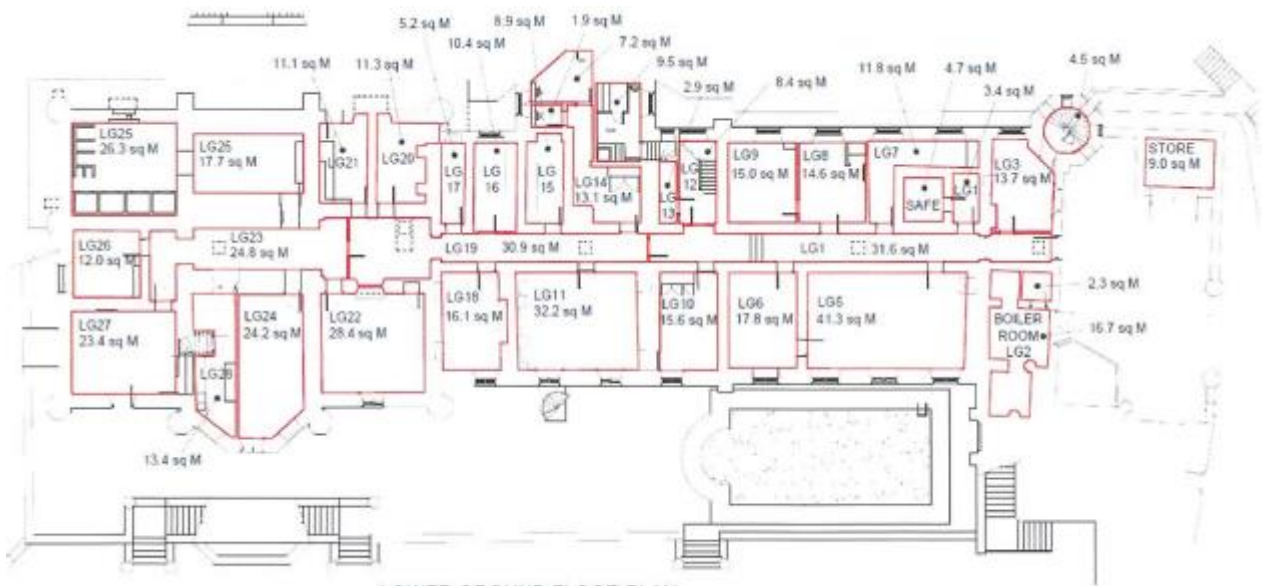 1.9 sq M
5.2 sq M
8.9 sq M
7.2 sq M
10.4 sq M
9.5 sq M
11.1 sq M
11.3 sq M
2.9 sq M
8.4 sq M
11.8 sq M
4.7 sq M
4.5 sq M
3.4 sq M
LG25
26.3 sq M
LG25
17.7 sq M
LG21
LG20
LG
17
LG
16
LG
15
LG14
13.1 sq M
LG
13
LG
12
LG9
15.0 sq M
LG8
14.6 sq M
LG7
SAFE
LG1
LG3
13.7 sq M
STORE
9.0 sq M
LG26
12.0 sq M
LG23
24.8 sq M
LG19
30.9 sq M
LG1
31.6 sq M
LG27
23.4 sq M
LG28
LG24
24.2 sq M
LG22
28.4 sq M
LG18
16.1 sq M
LG11
32.2 sq M
LG10
15.6 sq M
LG6
17.8 sq M
LG5
41.3 sq M
2.3 sq M
BOILER
ROOM
LG2
16.7 sq M
13.4 sq M
LOWER GROUND FLOOR PLAN